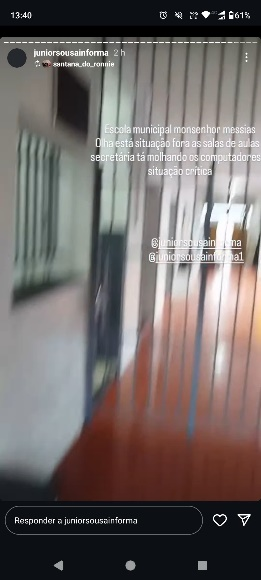 13:40
61%
juniorsousainforma 2 h
santana_do_ronnie
Escola municipal monsenhor messias
Olha está situação fora as salas de aulas
secretária tá molhando os computadores
situação crítica
@juniorsousainforma
@juniorsousainforma1
Responder a juniorsousainforma